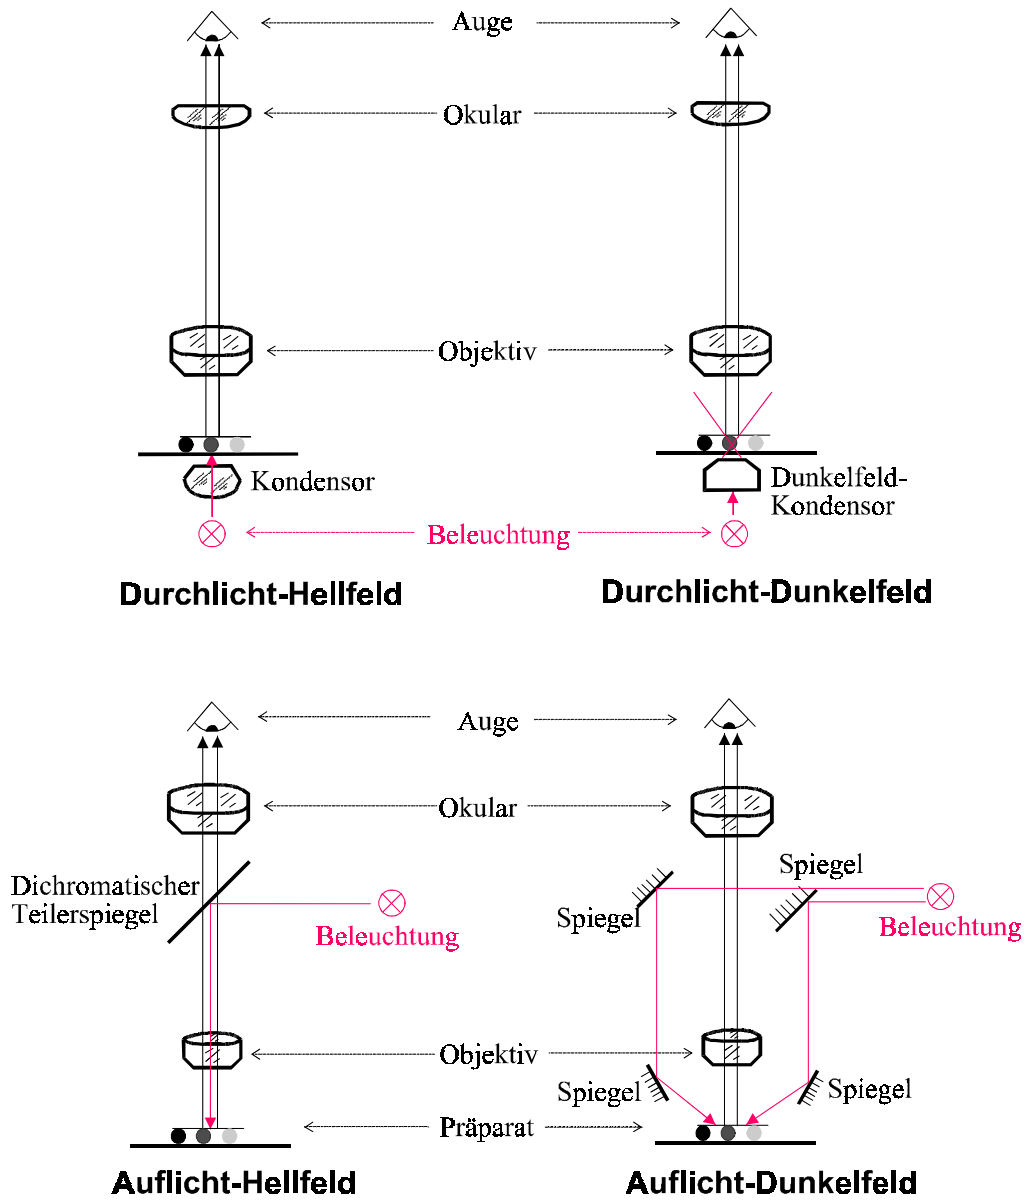 Auge
Okular
Objektiv
Kondensor
Dunkelfeld-
Kondensor
Beleuchtung
Durchlicht-Hellfeld
Durchlicht-Dunkelfeld
Auge
Okular
Dichromatischer
Teilerspiegel
Beleuchtung
Spiegel
Spiegel
Beleuchtung
Objektiv
Spiegel
Spiegel
Präparat
Auflicht-Hellfeld
Auflicht-Dunkelfeld